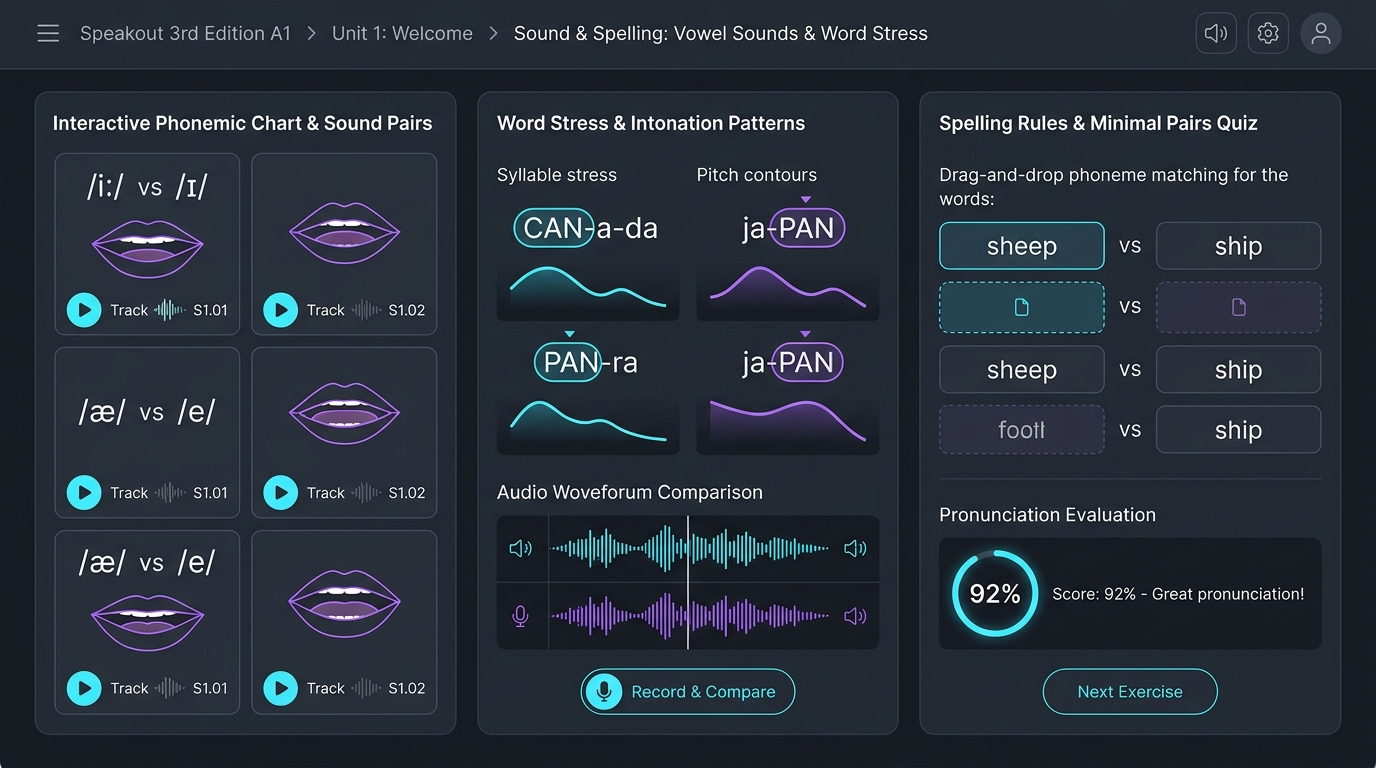 Speakout 3rd Edition A1 > Unit 1: Welcome > Sound & Spelling: Vowel Sounds & Word Stress
Interactive Phonemic Chart & Sound Pairs
/i:/ vs /ɪ/
Track S1.01
Track S1.02
/æ/ vs /e/
Track S1.01
Track S1.02
/æ/ vs /e/
Track S1.01
Track S1.02
Word Stress & Intonation Patterns
Syllable stress
Pitch contours
CAN-a-da
ja-PAN
PAN-ra
ja-PAN
Audio Waveforum Comparison
Record & Compare
Spelling Rules & Minimal Pairs Quiz
Drag-and-drop phoneme matching for the
words:
sheep vs ship
vs
sheep vs ship
vs ship
Pronunciation Evaluation
92%
Score: 92% - Great pronunciation!
Next Exercise